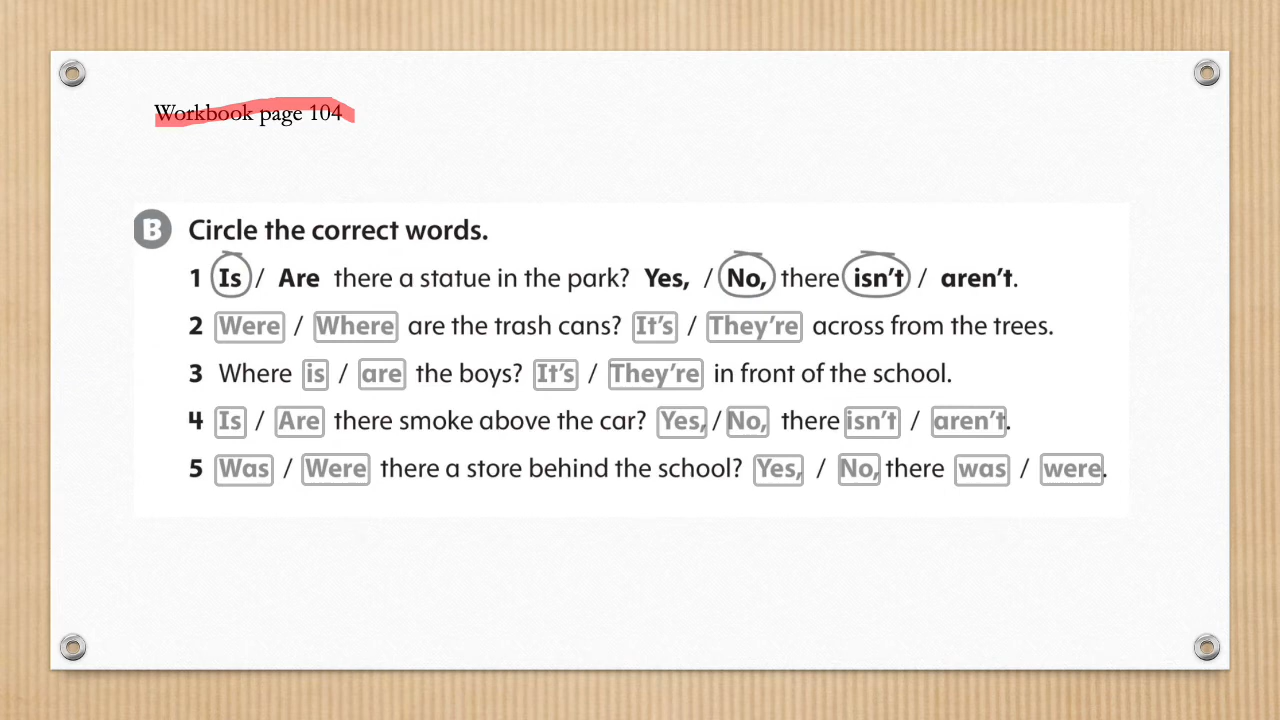 Workbook page 104
B Circle the correct words.
1 Is / Are there a statue in the park? Yes, / No, there isn't / aren't.
2 Were / Where are the trash cans? It's / They're across from the trees.
3 Where is / are the boys? It's / They're in front of the school.
4 Is / Are there smoke above the car? Yes, / No, there isn't / aren't.
5 Was / Were there a store behind the school? Yes, / No, there was / were.